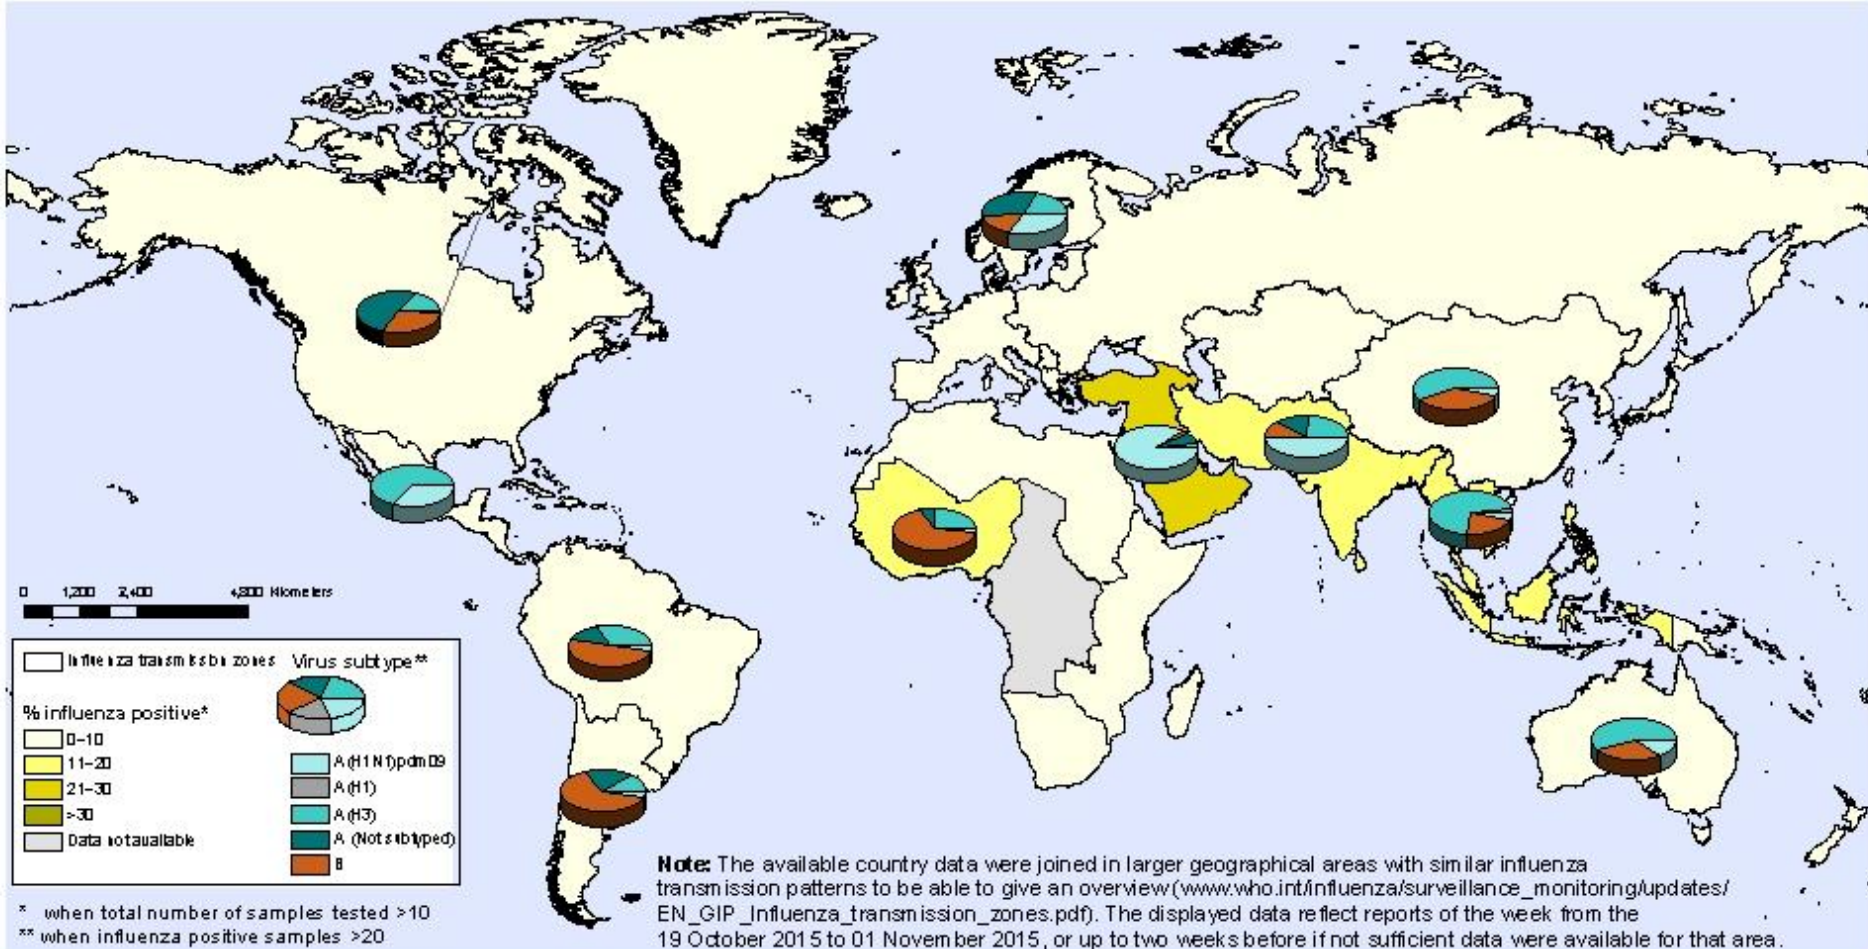 0 1,200 2,400 4,800 Kilometers
Influenza transmission zones
Virus subtype**
% influenza positive*
0-10
11-20
21-30
>30
Data not available
A(H1N1)pdm09
A(H1)
A(H3)
A (Not subtyped)
B
* when total number of samples tested >10
** when influenza positive samples >20
Note: The available country data were joined in larger geographical areas with similar influenza
transmission patterns to be able to give an overview (www.who.int/influenza/surveillance_monitoring/updates/
EN_GIP_Influenza_transmission_zones.pdf). The displayed data reflect reports of the week from the
19 October 2015 to 01 November 2015, or up to two weeks before if not sufficient data were available for that area.